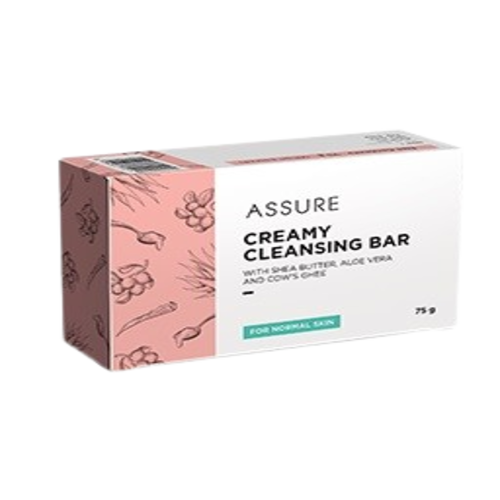 ASSURE
CREAMY
CLEANSING BAR
WITH SHEA BUTTER, ALOE VERA
AND COW'S GHEE
75 g
FOR NORMAL SKIN